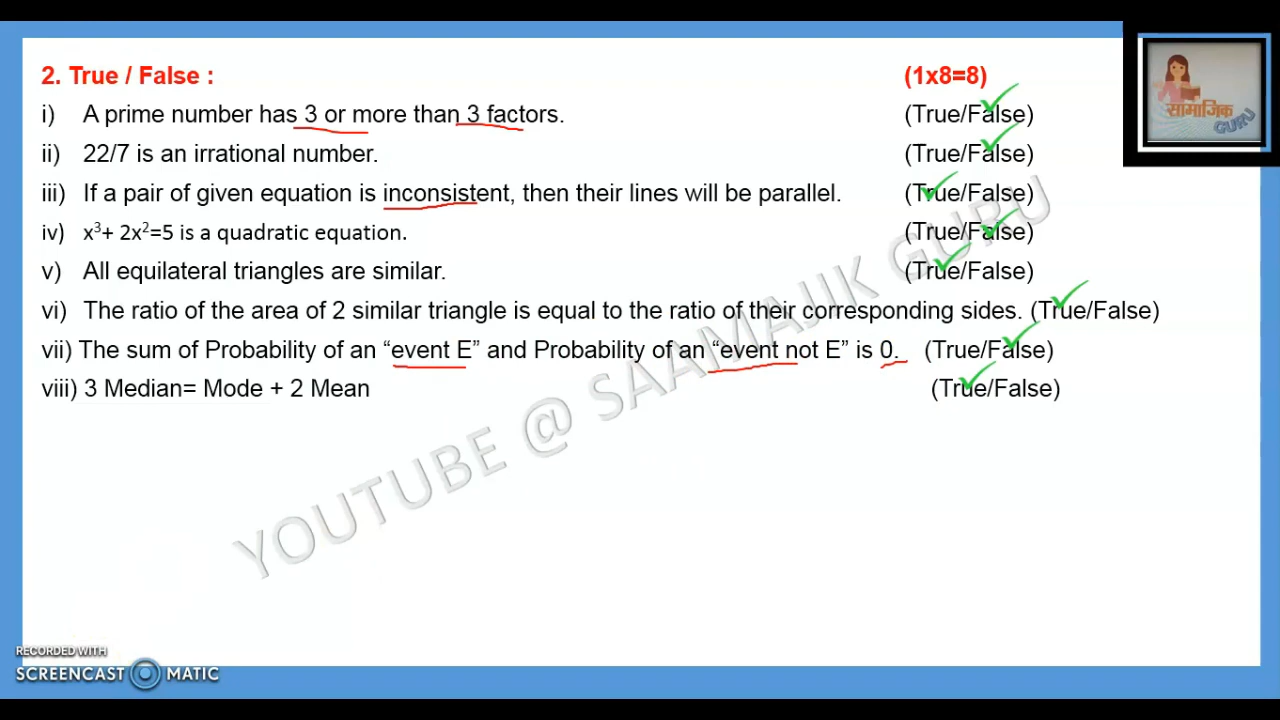 2. True / False : (1x8=8)
i) A prime number has 3 or more than 3 factors. (True/False)
ii) 22/7 is an irrational number. (True/False)
iii) If a pair of given equation is inconsistent, then their lines will be parallel. (True/False)
iv) x³+ 2x²=5 is a quadratic equation. (True/False)
v) All equilateral triangles are similar. (True/False)
vi) The ratio of the area of 2 similar triangle is equal to the ratio of their corresponding sides. (True/False)
vii) The sum of Probability of an “event E” and Probability of an “event not E” is 0. (True/False)
viii) 3 Median= Mode + 2 Mean (True/False)
सामाजिक
GURU
YOUTUBE @ SAAMAJIK GURU
RECORDED WITH
SCREENCAST MATIC